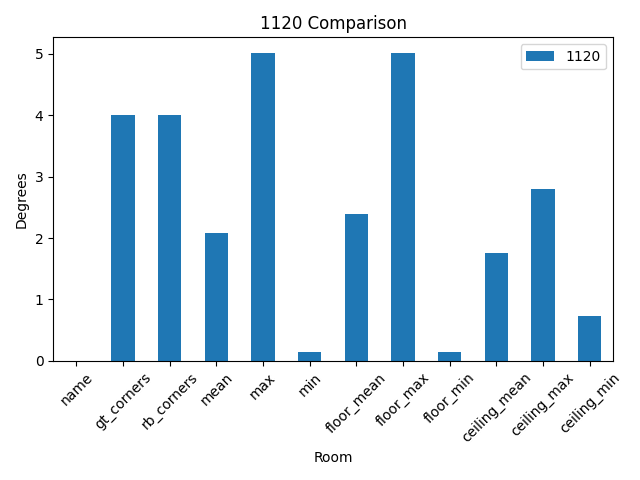 1120 Comparison
1120
Degrees
5
4
3
2
1
0
name
gt_corners
rb_corners
mean
max
min
floor_mean
floor_max
floor_min
ceiling_mean
ceiling_max
ceiling_min
Room